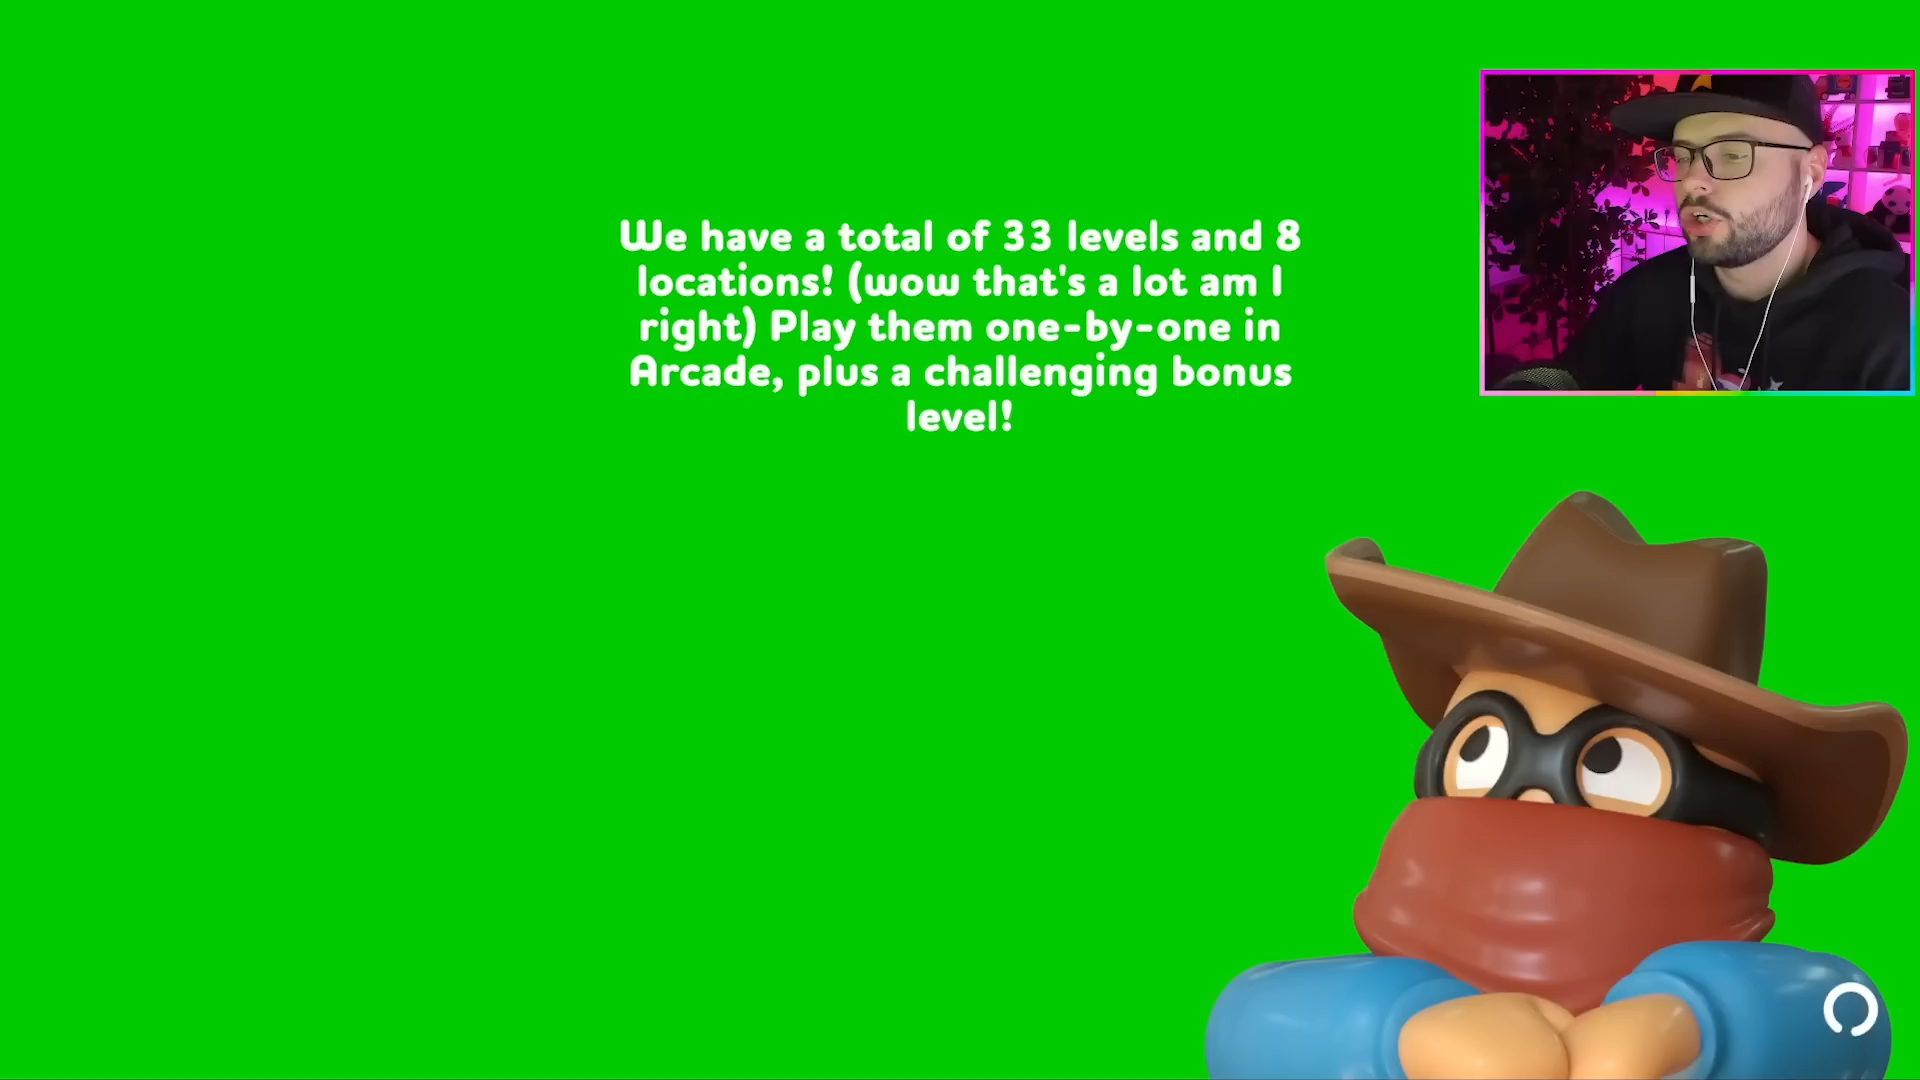 We have a total of 33 levels and 8
locations! (wow that's a lot am I
right) Play them one-by-one in
Arcade, plus a challenging bonus
level!